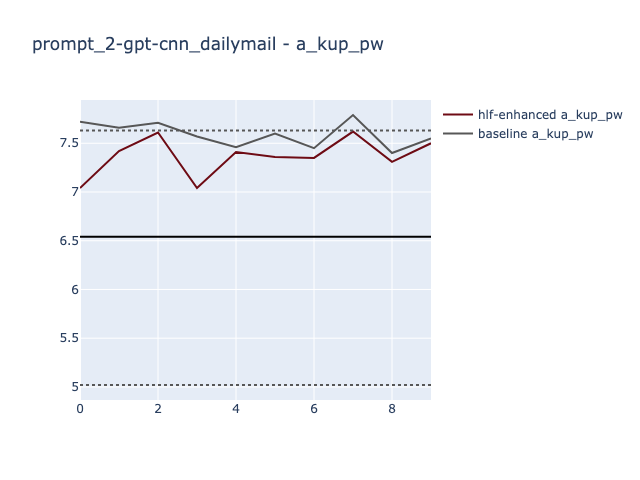 prompt_2-gpt-cnn_dailymail - a_kup_pw
hlf-enhanced a_kup_pw
baseline a_kup_pw
7.5
7
6.5
6
5.5
5
0 2 4 6 8